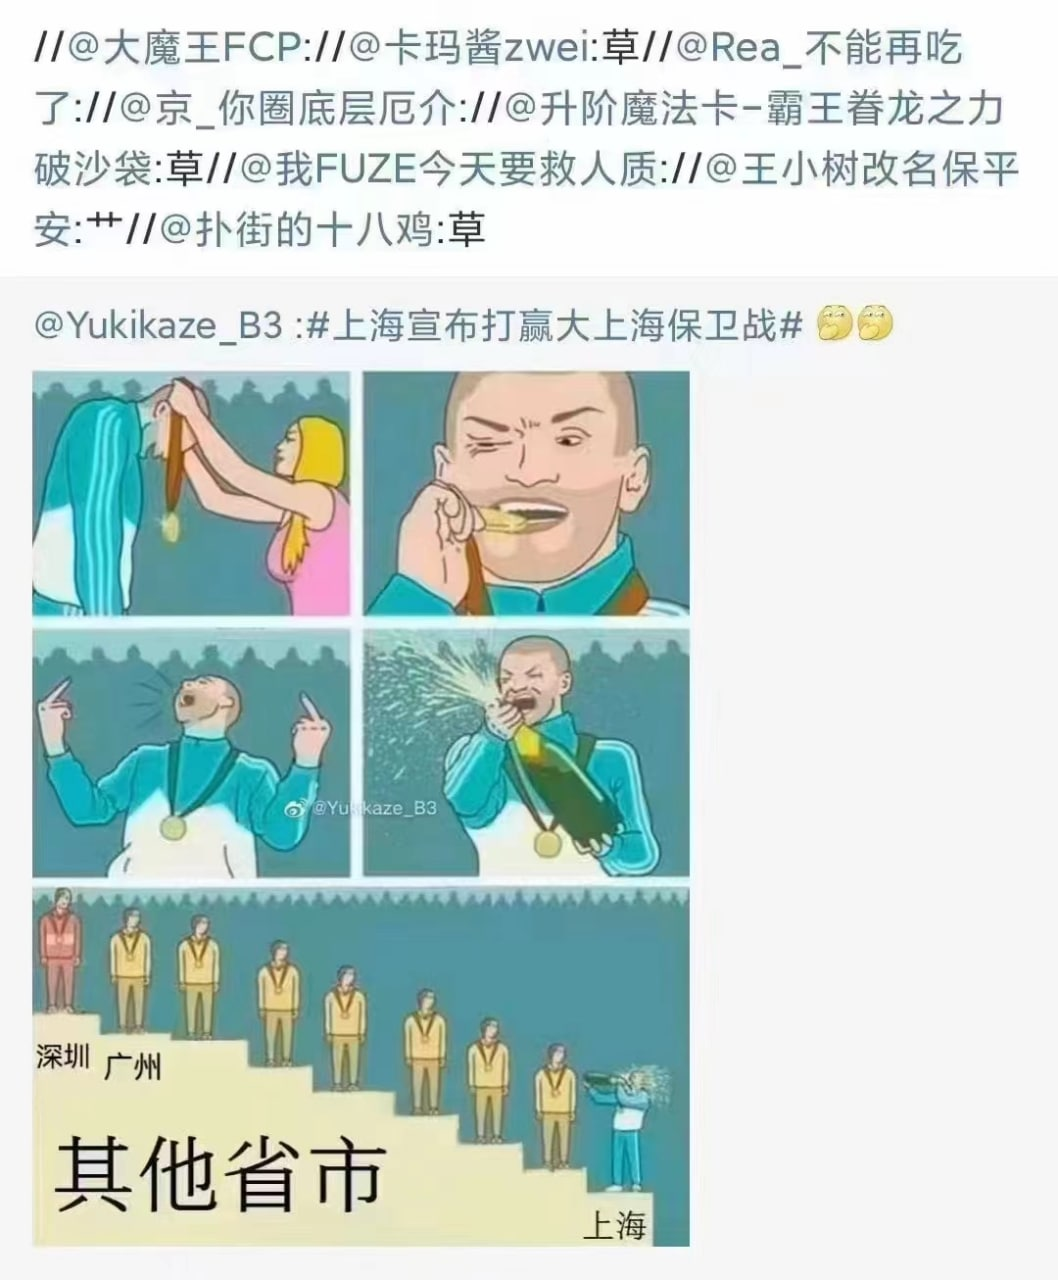 //@大魔王FCP://@卡玛酱zwei:草//@Rea_不能再吃
了://@京_你圈底层厄介://@升阶魔法卡-霸王眷龙之力
破沙袋:草//@我FUZE今天要救人质://@王小树改名保平
安:艹//@扑街的十八鸡:草
@Yukikaze_B3 :#上海宣布打赢大上海保卫战#
@Yukikaze_B3
深圳 广州
其他省市
上海